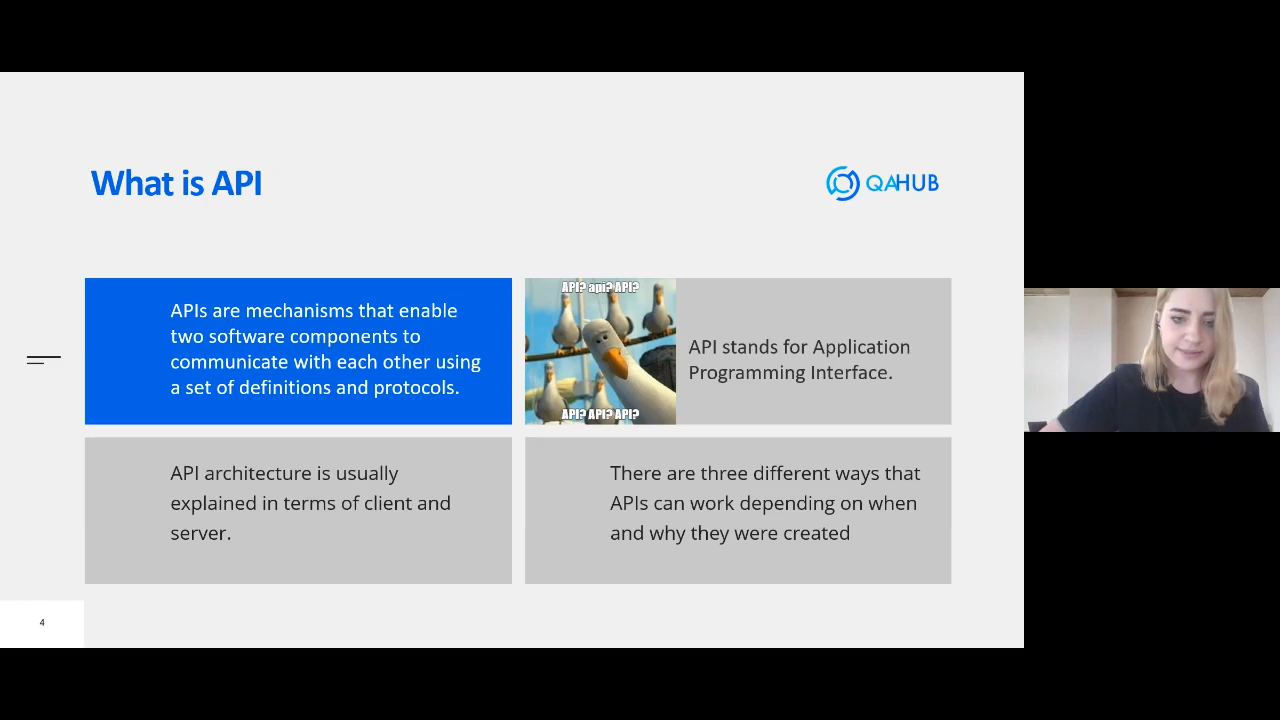 What is API
QAHUB
APIs are mechanisms that enable
two software components to
communicate with each other using
a set of definitions and protocols.
API? api? API?
API? API? API?
API stands for Application
Programming Interface.
API architecture is usually
explained in terms of client and
server.
There are three different ways that
APIs can work depending on when
and why they were created
4